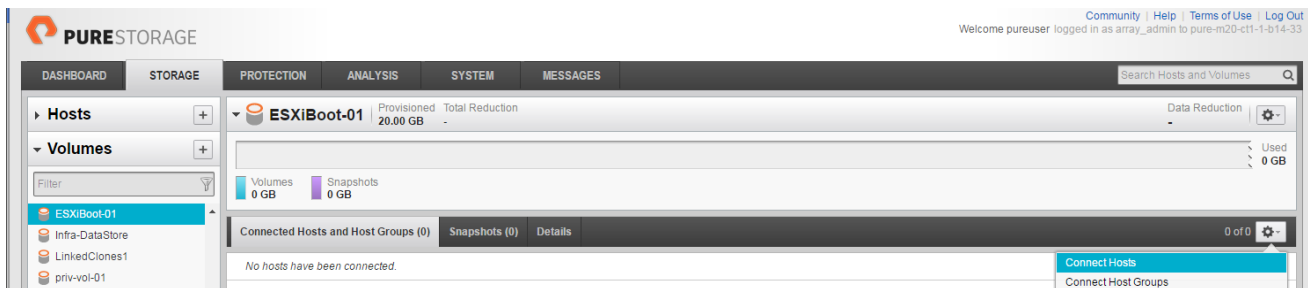 Community | Help | Terms of Use | Log Out
PURESTORAGE
Welcome pureuser logged in as array_admin to pure-m20-ct1-1-b14-33
DASHBOARD STORAGE PROTECTION ANALYSIS SYSTEM MESSAGES Search Hosts and Volumes
Hosts +
ESXiBoot-01 Provisioned Total Reduction Data Reduction
20.00 GB - -
Volumes +
Used
0 GB
Filter
Volumes Snapshots
0 GB 0 GB
ESXiBoot-01
Infra-DataStore
LinkedClones1
priv-vol-01
Connected Hosts and Host Groups (0) Snapshots (0) Details 0 of 0
No hosts have been connected.
Connect Hosts
Connect Host Groups